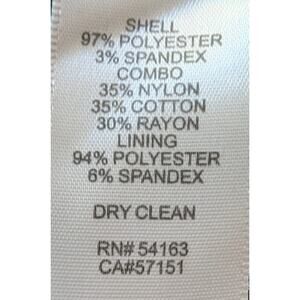 SHELL
97% POLYESTER
3% SPANDEX
COMBO
35% NYLON
35% COTTON
30% RAYON
LINING
94% POLYESTER
6% SPANDEX
DRY CLEAN
RN# 54163
CA#57151